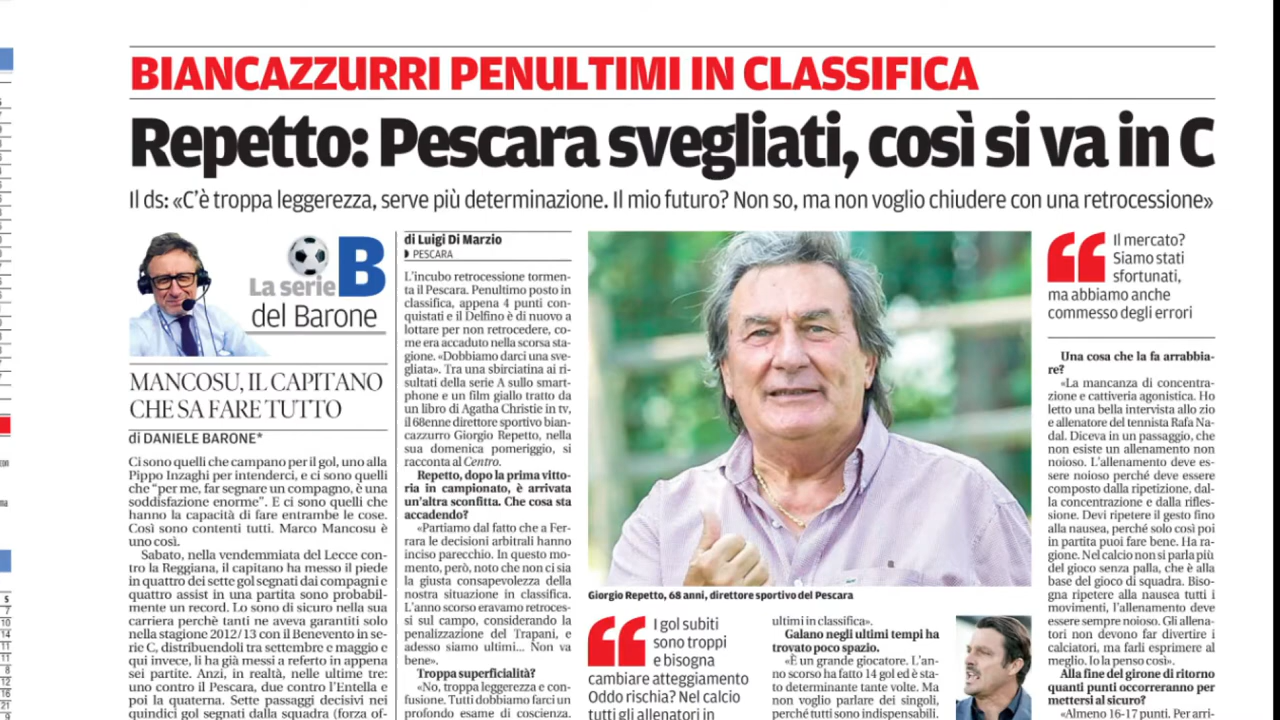 BIANCAZZURRI PENULTIMI IN CLASSIFICA
Repetto: Pescara svegliati, così si va in C
Il ds: «C’è troppa leggerezza, serve più determinazione. Il mio futuro? Non so, ma non voglio chiudere con una retrocessione»
La serie B
del Barone
MANCOSU, IL CAPITANO
CHE SA FARE TUTTO
di DANIELE BARONE*
Ci sono quelli che campano per il gol, uno alla
Pippo Inzaghi per intenderci, e ci sono quelli
che “per me, far segnare un compagno, è una
soddisfazione enorme”. E ci sono quelli che
hanno la capacità di fare entrambe le cose.
Così sono contenti tutti. Marco Mancosu è
uno così.
Sabato, nella vendemmiata del Lecce con-
tro la Reggiana, il capitano ha messo il piede
in quattro dei sette gol segnati dai compagni e
quattro assist in una partita sono probabil-
mente un record. Lo sono di sicuro nella sua
carriera perchè tanti ne aveva garantiti solo
nella stagione 2012/13 con il Benevento in se-
rie C, distribuendoli tra settembre e maggio e
qui invece, li ha già messi a referto in appena
sei partite. Anzi, in realtà, nelle ultime tre:
uno contro il Pescara, due contro l’Entella e
poi la quaterna. Sette passaggi decisivi nei
quindici gol segnati dalla squadra (forza of-
di Luigi Di Marzio
PESCARA
L’incubo retrocessione tormen-
ta il Pescara. Penultimo posto in
classifica, appena 4 punti con-
quistati e il Delfino è di nuovo a
lottare per non retrocedere, co-
me era accaduto nella scorsa sta-
gione. «Dobbiamo darci una sve-
gliata». Tra una sbirciatina ai ri-
sultati della serie A sullo smart-
phone e un film giallo tratto da
un libro di Agatha Christie in tv,
il 68enne direttore sportivo bian-
cazzurro Giorgio Repetto, nella
sua domenica pomeriggio, si
racconta al Centro.
Repetto, dopo la prima vitto-
ria in campionato, è arrivata
un’altra sconfitta. Che cosa sta
accadendo?
«Partiamo dal fatto che a Fer-
rara le decisioni arbitrali hanno
inciso parecchio. In questo mo-
mento, però, noto che non ci sia
la giusta consapevolezza della
nostra situazione in classifica.
L’anno scorso eravamo retroces-
si sul campo, considerando la
penalizzazione del Trapani, e
adesso siamo ultimi... Non va
bene».
Troppa superficialità?
«No, troppa leggerezza e con-
fusione. Tutti dobbiamo farci un
profondo esame di coscienza.
Giorgio Repetto, 68 anni, direttore sportivo del Pescara
I gol subiti
sono troppi
e bisogna
cambiare atteggiamento
Oddo rischia? Nel calcio
tutti gli allenatori in
ultimi in classifica».
Galano negli ultimi tempi ha
trovato poco spazio.
«È un grande giocatore. L’an-
no scorso ha fatto 14 gol ed è sta-
to determinante tante volte. Ma
non voglio parlare dei singoli,
perché tutti sono indispensabili.
Il mercato?
Siamo stati
sfortunati,
ma abbiamo anche
commesso degli errori
Una cosa che la fa arrabbia-
re?
«La mancanza di concentra-
zione e cattiveria agonistica. Ho
letto una bella intervista allo zio
e allenatore del tennista Rafa Na-
dal. Diceva in un passaggio, che
non esiste un allenamento non
noioso. L’allenamento deve es-
sere noioso perché deve essere
composto dalla ripetizione, dal-
la concentrazione e dalla rifles-
sione. Devi ripetere il gesto fino
alla nausea, perché solo così poi
in partita puoi fare bene. Ha ra-
gione. Nel calcio non si parla più
del gioco senza palla, che è alla
base del gioco di squadra. Biso-
gna ripetere alla nausea tutti i
movimenti, l’allenamento deve
essere sempre noioso. Gli allena-
tori non devono far divertire i
calciatori, ma farli esprimere al
meglio. Io la penso così».
Alla fine del girone di ritorno
quanti punti occorreranno per
mettersi al sicuro?
«Almeno 16-17 punti. Per arri-